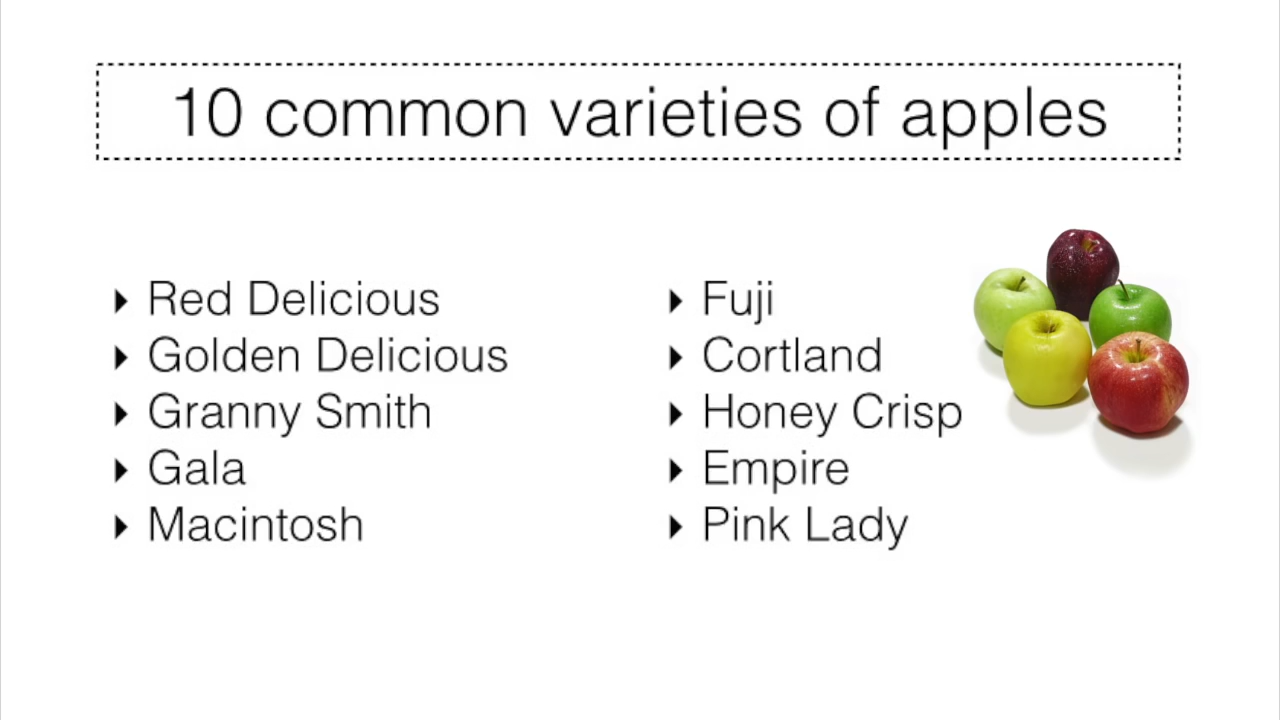 10 common varieties of apples
Red Delicious
Golden Delicious
Granny Smith
Gala
Macintosh
Fuji
Cortland
Honey Crisp
Empire
Pink Lady